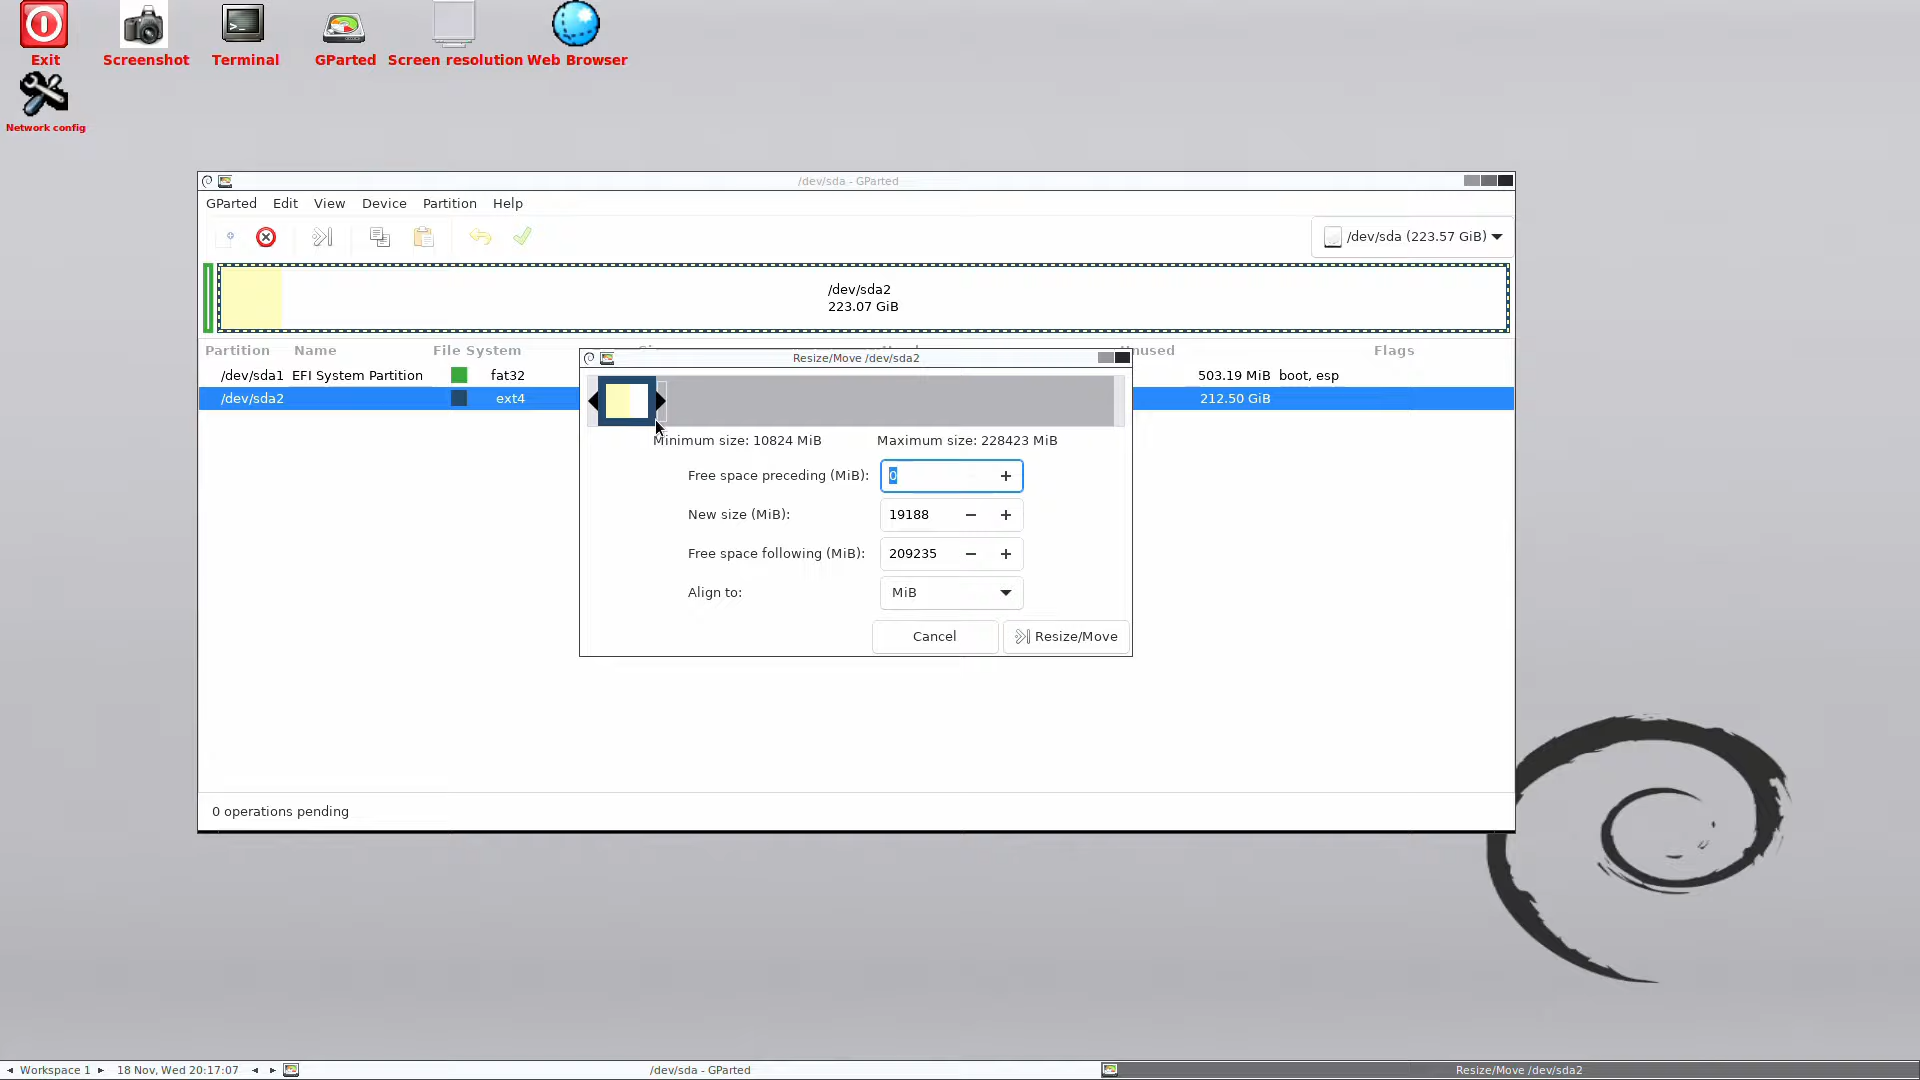 Exit
Screenshot
Terminal
GParted
Screen resolution
Web Browser
Network config
/dev/sda - GParted
GParted Edit View Device Partition Help
/dev/sda (223.57 GiB)
/dev/sda2
223.07 GiB
Partition Name File System Unused Flags
/dev/sda1 EFI System Partition fat32 503.19 MiB boot, esp
/dev/sda2 ext4 212.50 GiB
Resize/Move /dev/sda2
Minimum size: 10824 MiB Maximum size: 228423 MiB
Free space preceding (MiB): 0
New size (MiB): 19188
Free space following (MiB): 209235
Align to: MiB
Cancel Resize/Move
0 operations pending
Workspace 1 18 Nov, Wed 20:17:07 /dev/sda - GParted Resize/Move /dev/sda2